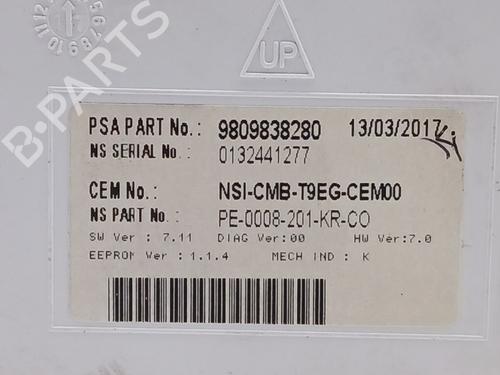 UP
PSA PART No.: 9809838280 13/03/2017
NS SERIAL No.: 0132441277
CEM No.: NSI-CMB-T9EG-CEM00
NS PART No.: PE-0008-201-KR-CO
SW Ver : 7.11 DIAG Ver:00 HW Ver:7.0
EEPROM Ver : 1.1.4 MECH IND : K
B-PARTS